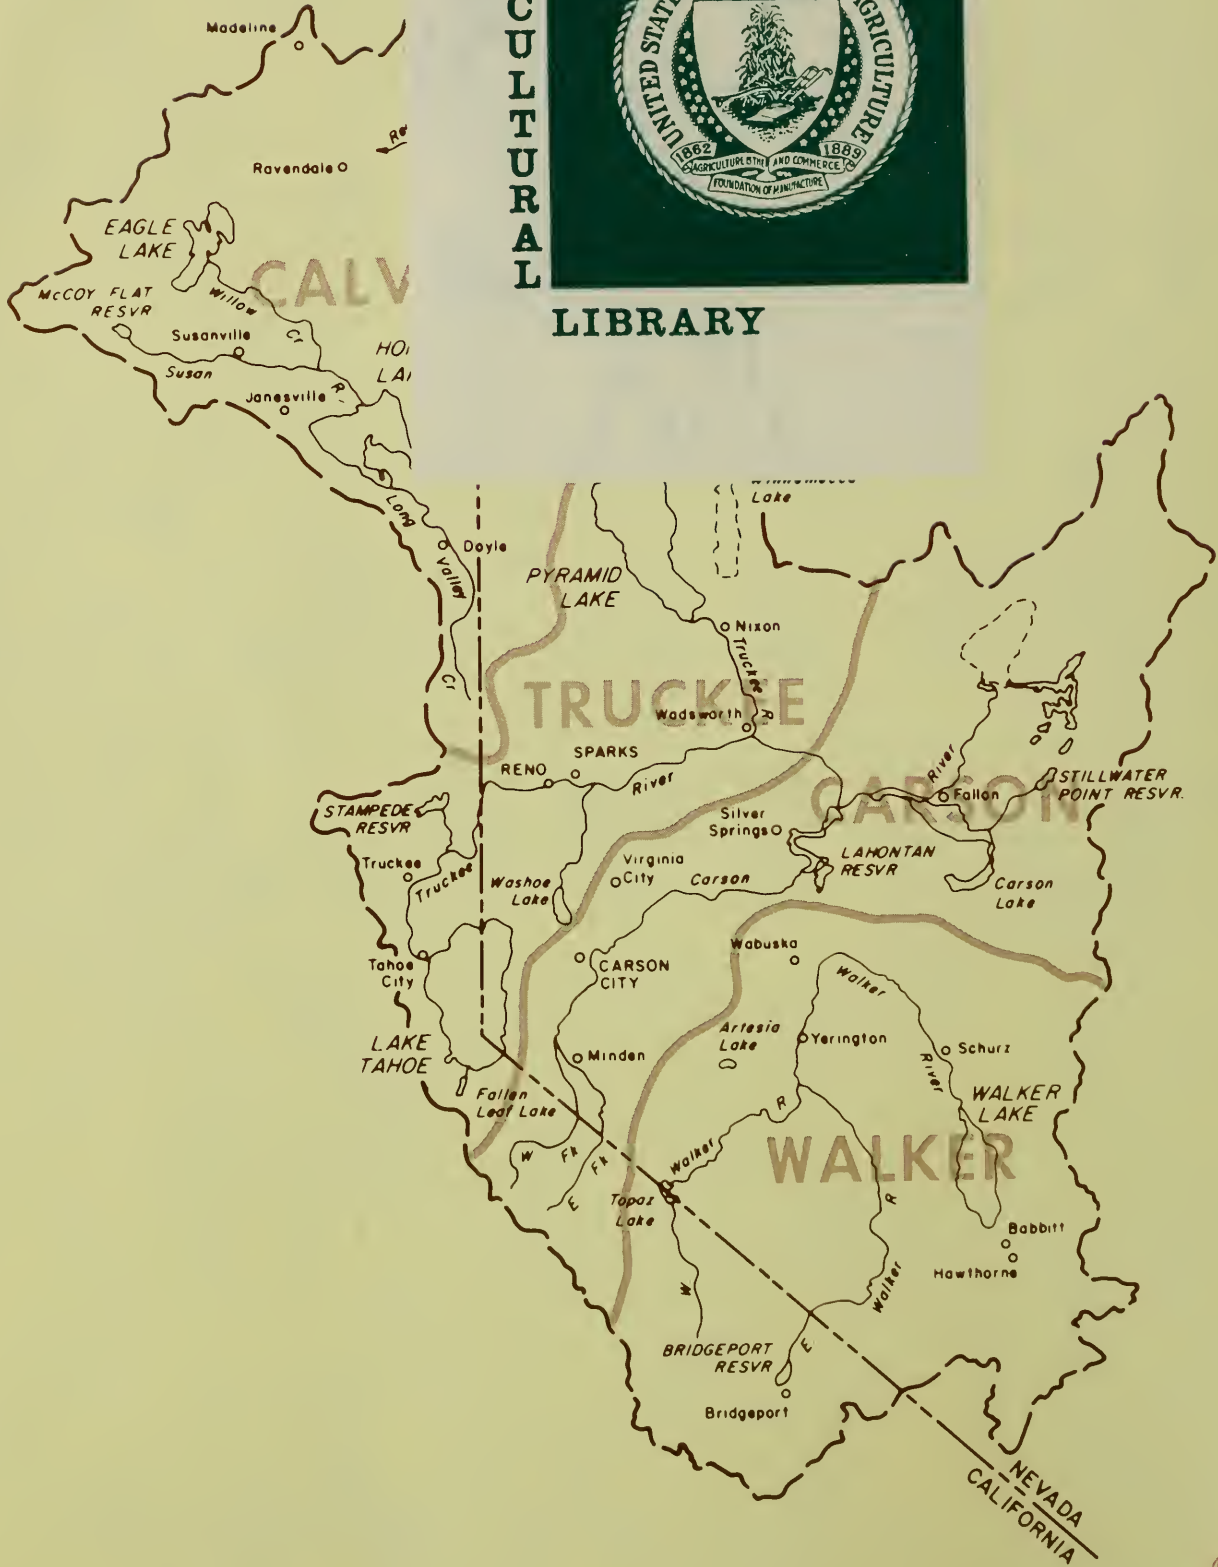 CULTURAL
UNITED STATE
AGRICULTURE
1862
1889
AGRICULTURE IS THE
AND COMMERCE
FOUNDATION OF MANUFACTURE
LIBRARY
Madeline
Ravendale
EAGLE
LAKE
CALV
McCOY FLAT
RESVR
Willow
Cr
Susanville
Susan
R
Janesville
Long
Valley
Cr
Doyle
Lake
PYRAMID
LAKE
Nixon
Truckee
R
TRUCKEE
Wadsworth
SPARKS
RENO
River
STAMPEDE
RESVR
Truckee
Truckee
Washoe
Lake
Virginia
City
Silver
Springs
CARSON
River
Fallon
STILLWATER
POINT RESVR.
LAHONTAN
RESVR
Carson
Carson
Lake
Tahoe
City
CARSON
CITY
Wabuska
Walker
River
Artesia
Lake
Yerington
Schurz
LAKE
TAHOE
Minden
Fallen
Leaf Lake
WALKER
LAKE
W
Fk
E
Fk
Walker
R
WALKER
Topaz
Lake
W
R
Walker
E
Babbitt
Hawthorne
BRIDGEPORT
RESVR
Bridgeport
NEVADA
CALIFORNIA